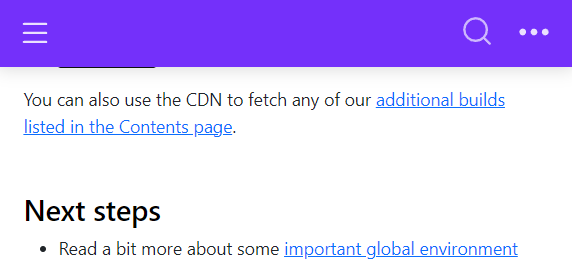 You can also use the CDN to fetch any of our additional builds
listed in the Contents page.
Next steps
Read a bit more about some important global environment